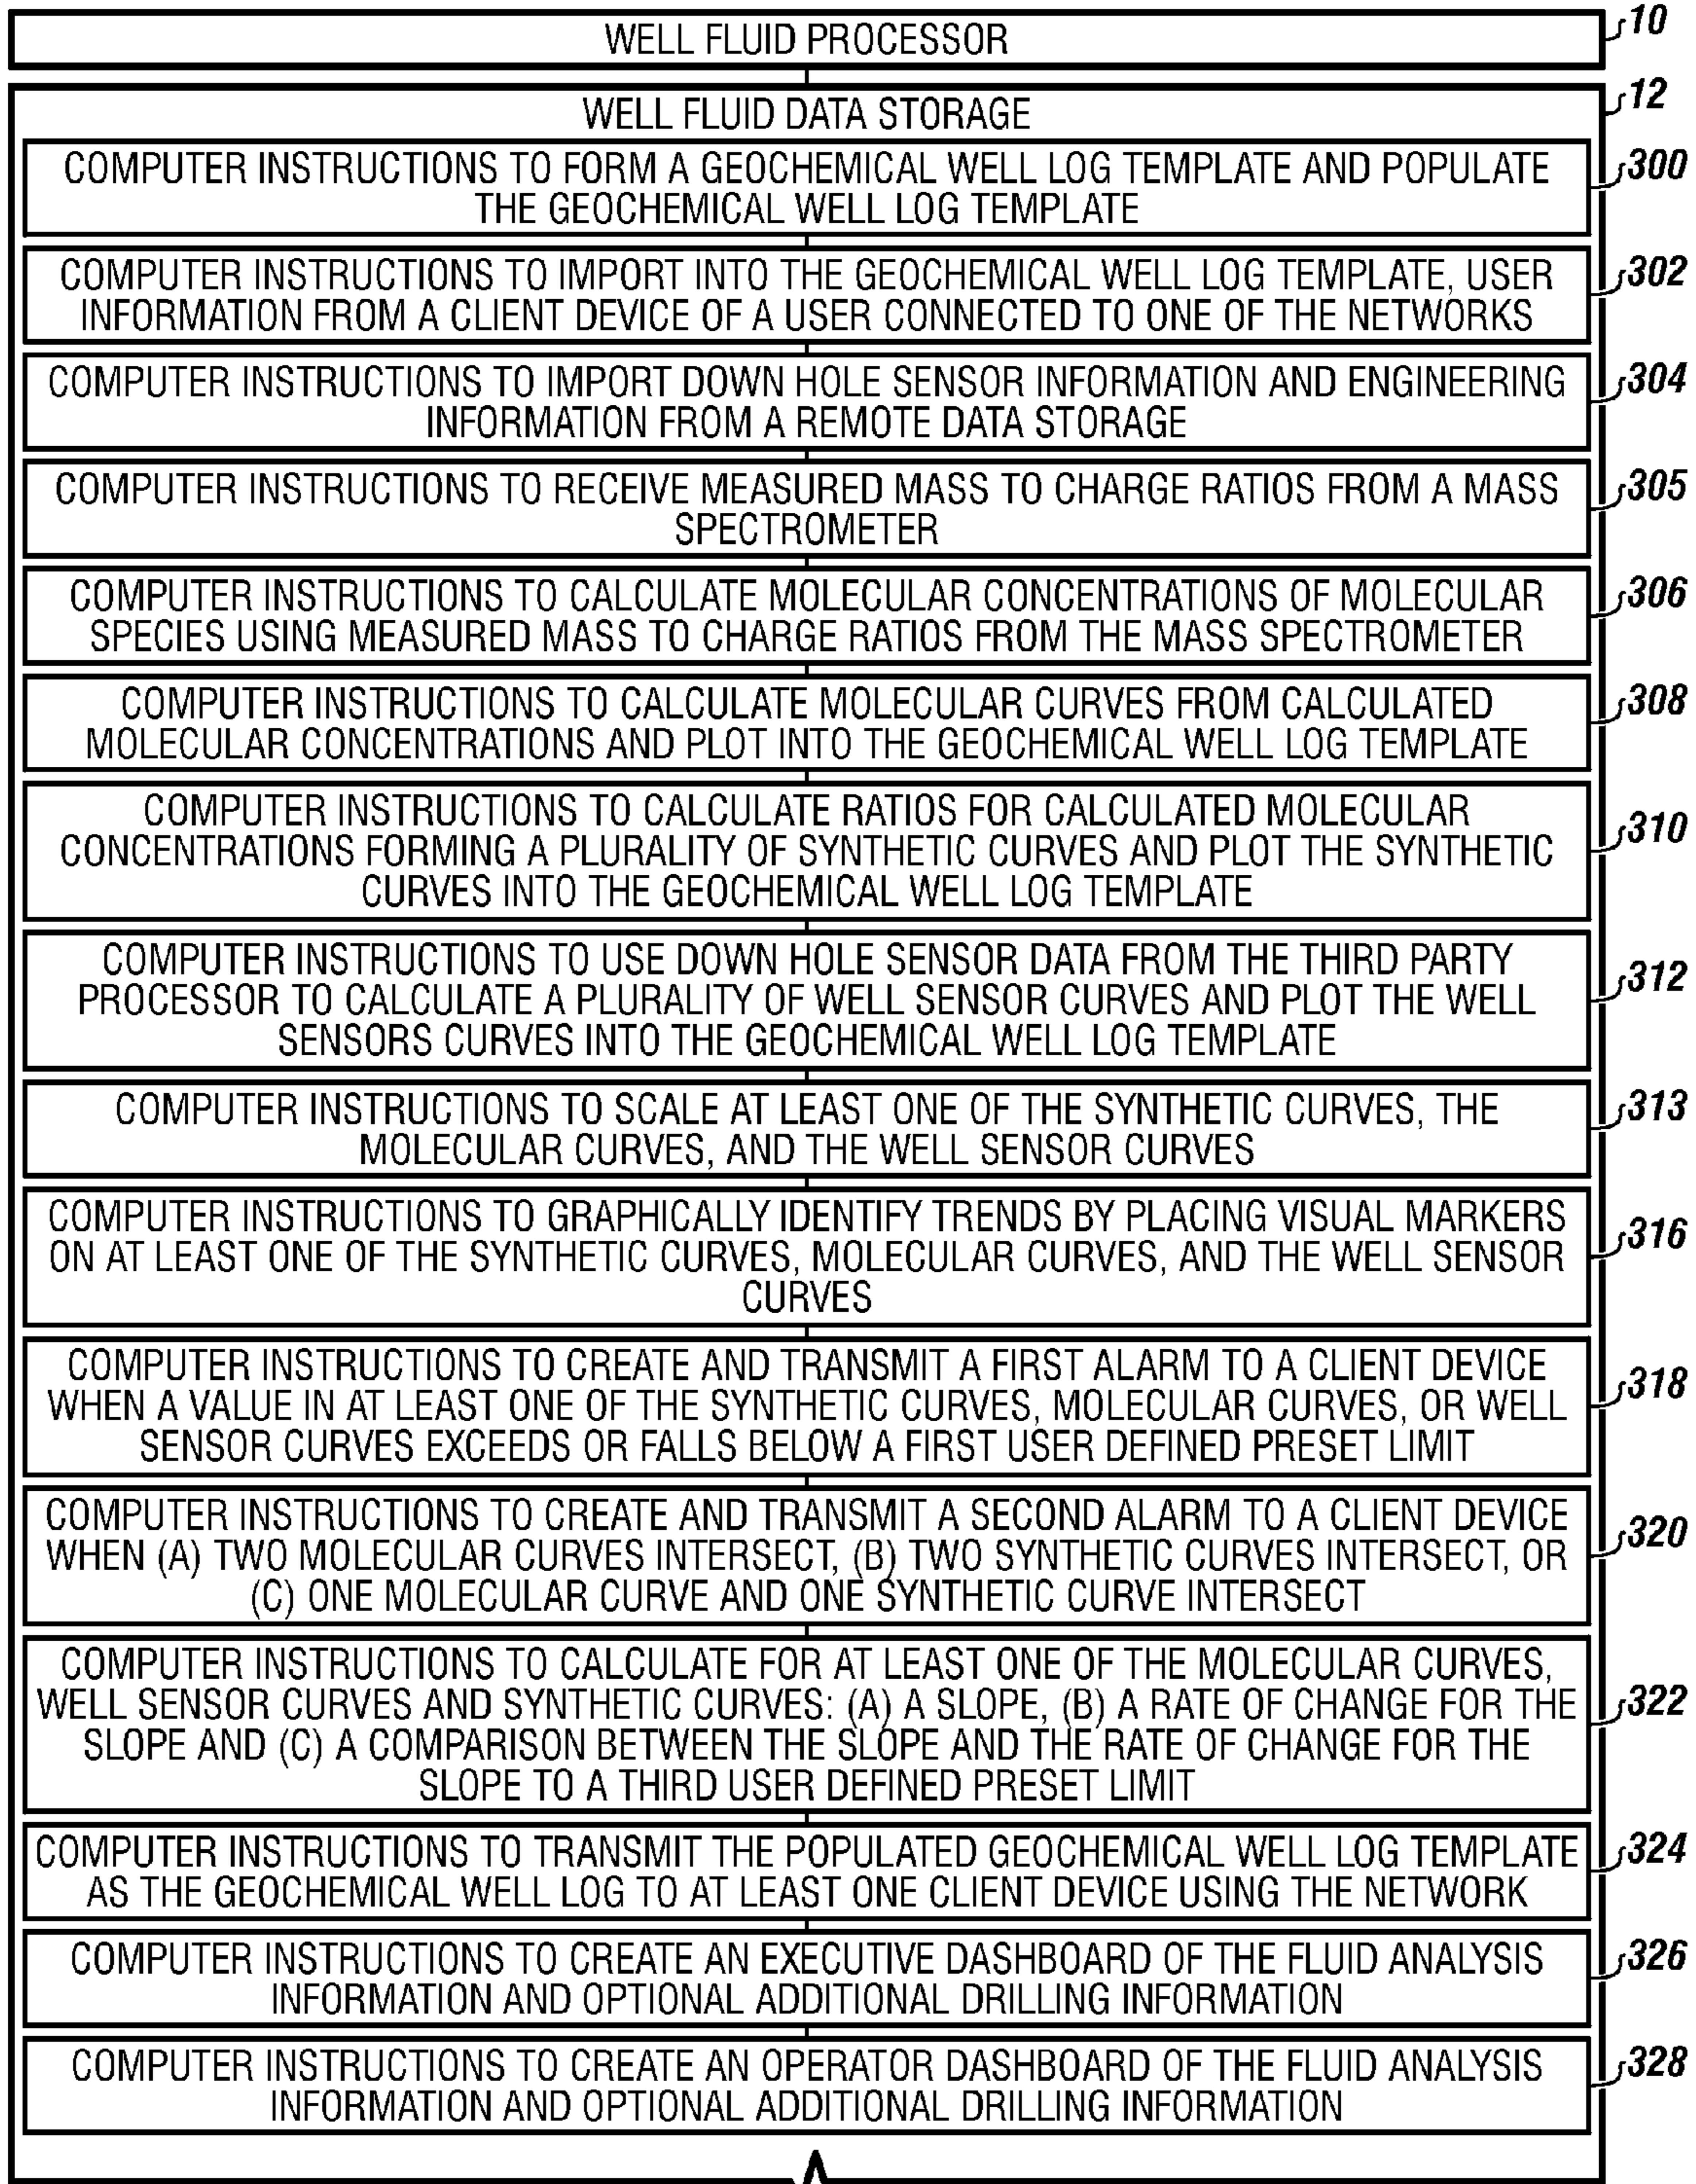 WELL FLUID PROCESSOR
10
WELL FLUID DATA STORAGE
12
COMPUTER INSTRUCTIONS TO FORM A GEOCHEMICAL WELL LOG TEMPLATE AND POPULATE
THE GEOCHEMICAL WELL LOG TEMPLATE
300
COMPUTER INSTRUCTIONS TO IMPORT INTO THE GEOCHEMICAL WELL LOG TEMPLATE, USER
INFORMATION FROM A CLIENT DEVICE OF A USER CONNECTED TO ONE OF THE NETWORKS
302
COMPUTER INSTRUCTIONS TO IMPORT DOWN HOLE SENSOR INFORMATION AND ENGINEERING
INFORMATION FROM A REMOTE DATA STORAGE
304
COMPUTER INSTRUCTIONS TO RECEIVE MEASURED MASS TO CHARGE RATIOS FROM A MASS
SPECTROMETER
305
COMPUTER INSTRUCTIONS TO CALCULATE MOLECULAR CONCENTRATIONS OF MOLECULAR
SPECIES USING MEASURED MASS TO CHARGE RATIOS FROM THE MASS SPECTROMETER
306
COMPUTER INSTRUCTIONS TO CALCULATE MOLECULAR CURVES FROM CALCULATED
MOLECULAR CONCENTRATIONS AND PLOT INTO THE GEOCHEMICAL WELL LOG TEMPLATE
308
COMPUTER INSTRUCTIONS TO CALCULATE RATIOS FOR CALCULATED MOLECULAR
CONCENTRATIONS FORMING A PLURALITY OF SYNTHETIC CURVES AND PLOT THE SYNTHETIC
CURVES INTO THE GEOCHEMICAL WELL LOG TEMPLATE
310
COMPUTER INSTRUCTIONS TO USE DOWN HOLE SENSOR DATA FROM THE THIRD PARTY
PROCESSOR TO CALCULATE A PLURALITY OF WELL SENSOR CURVES AND PLOT THE WELL
SENSORS CURVES INTO THE GEOCHEMICAL WELL LOG TEMPLATE
312
COMPUTER INSTRUCTIONS TO SCALE AT LEAST ONE OF THE SYNTHETIC CURVES, THE
MOLECULAR CURVES, AND THE WELL SENSOR CURVES
313
COMPUTER INSTRUCTIONS TO GRAPHICALLY IDENTIFY TRENDS BY PLACING VISUAL MARKERS
ON AT LEAST ONE OF THE SYNTHETIC CURVES, MOLECULAR CURVES, AND THE WELL SENSOR
CURVES
316
COMPUTER INSTRUCTIONS TO CREATE AND TRANSMIT A FIRST ALARM TO A CLIENT DEVICE
WHEN A VALUE IN AT LEAST ONE OF THE SYNTHETIC CURVES, MOLECULAR CURVES, OR WELL
SENSOR CURVES EXCEEDS OR FALLS BELOW A FIRST USER DEFINED PRESET LIMIT
318
COMPUTER INSTRUCTIONS TO CREATE AND TRANSMIT A SECOND ALARM TO A CLIENT DEVICE
WHEN (A) TWO MOLECULAR CURVES INTERSECT, (B) TWO SYNTHETIC CURVES INTERSECT, OR
(C) ONE MOLECULAR CURVE AND ONE SYNTHETIC CURVE INTERSECT
320
COMPUTER INSTRUCTIONS TO CALCULATE FOR AT LEAST ONE OF THE MOLECULAR CURVES,
WELL SENSOR CURVES AND SYNTHETIC CURVES: (A) A SLOPE, (B) A RATE OF CHANGE FOR THE
SLOPE AND (C) A COMPARISON BETWEEN THE SLOPE AND THE RATE OF CHANGE FOR THE
SLOPE TO A THIRD USER DEFINED PRESET LIMIT
322
COMPUTER INSTRUCTIONS TO TRANSMIT THE POPULATED GEOCHEMICAL WELL LOG TEMPLATE
AS THE GEOCHEMICAL WELL LOG TO AT LEAST ONE CLIENT DEVICE USING THE NETWORK
324
COMPUTER INSTRUCTIONS TO CREATE AN EXECUTIVE DASHBOARD OF THE FLUID ANALYSIS
INFORMATION AND OPTIONAL ADDITIONAL DRILLING INFORMATION
326
COMPUTER INSTRUCTIONS TO CREATE AN OPERATOR DASHBOARD OF THE FLUID ANALYSIS
INFORMATION AND OPTIONAL ADDITIONAL DRILLING INFORMATION
328